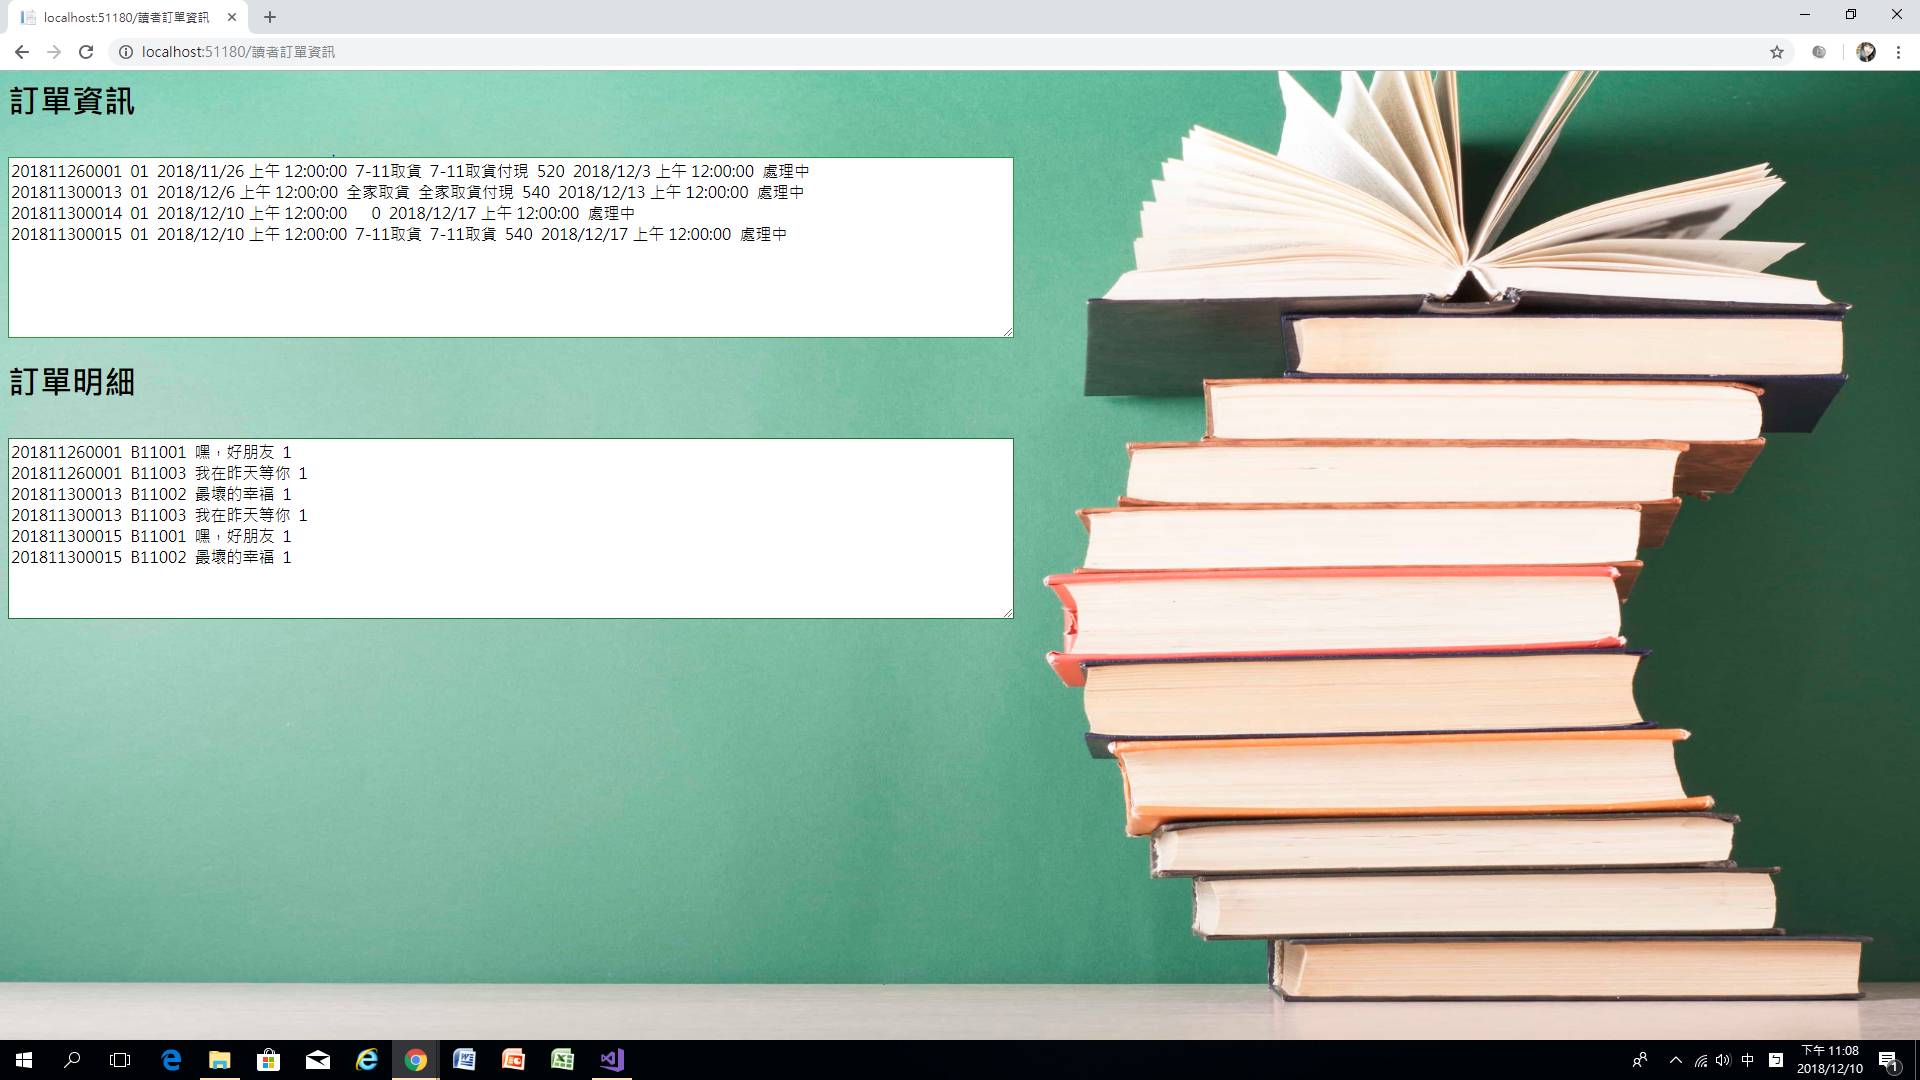 localhost:51180/讀者訂單資訊
localhost:51180/讀者訂單資訊
訂單資訊
201811260001 01 2018/11/26 上午 12:00:00 7-11取貨 7-11取貨付現 520 2018/12/3 上午 12:00:00 處理中
201811300013 01 2018/12/6 上午 12:00:00 全家取貨 全家取貨付現 540 2018/12/13 上午 12:00:00 處理中
201811300014 01 2018/12/10 上午 12:00:00 0 2018/12/17 上午 12:00:00 處理中
201811300015 01 2018/12/10 上午 12:00:00 7-11取貨 7-11取貨 540 2018/12/17 上午 12:00:00 處理中
訂單明細
201811260001 B11001 嘿，好朋友 1
201811260001 B11003 我在昨天等你 1
201811300013 B11002 最壞的幸福 1
201811300013 B11003 我在昨天等你 1
201811300015 B11001 嘿，好朋友 1
201811300015 B11002 最壞的幸福 1
中
下午 11:08
2018/12/10
1